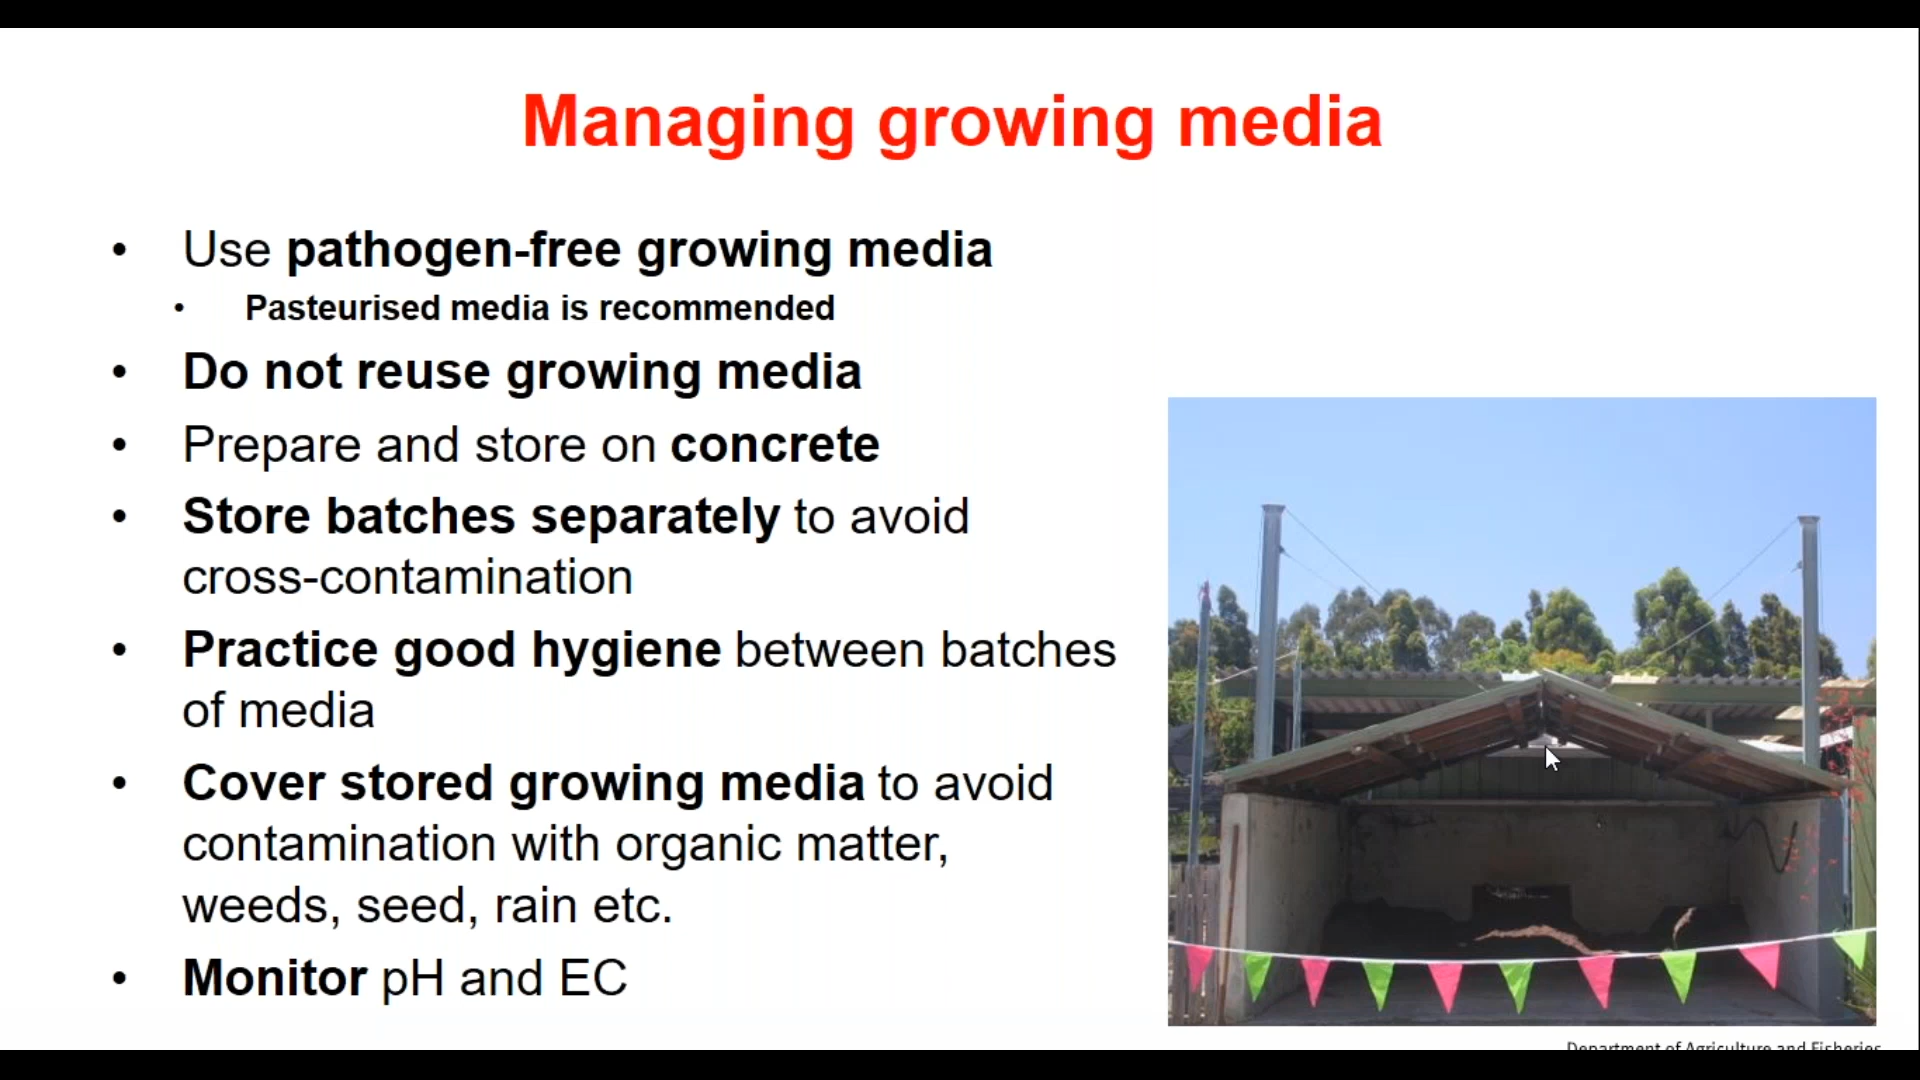 Managing growing media
• Use pathogen-free growing media
• Pasteurised media is recommended
• Do not reuse growing media
• Prepare and store on concrete
• Store batches separately to avoid
cross-contamination
• Practice good hygiene between batches
of media
• Cover stored growing media to avoid
contamination with organic matter,
weeds, seed, rain etc.
• Monitor pH and EC
Department of Agriculture and Fisheries